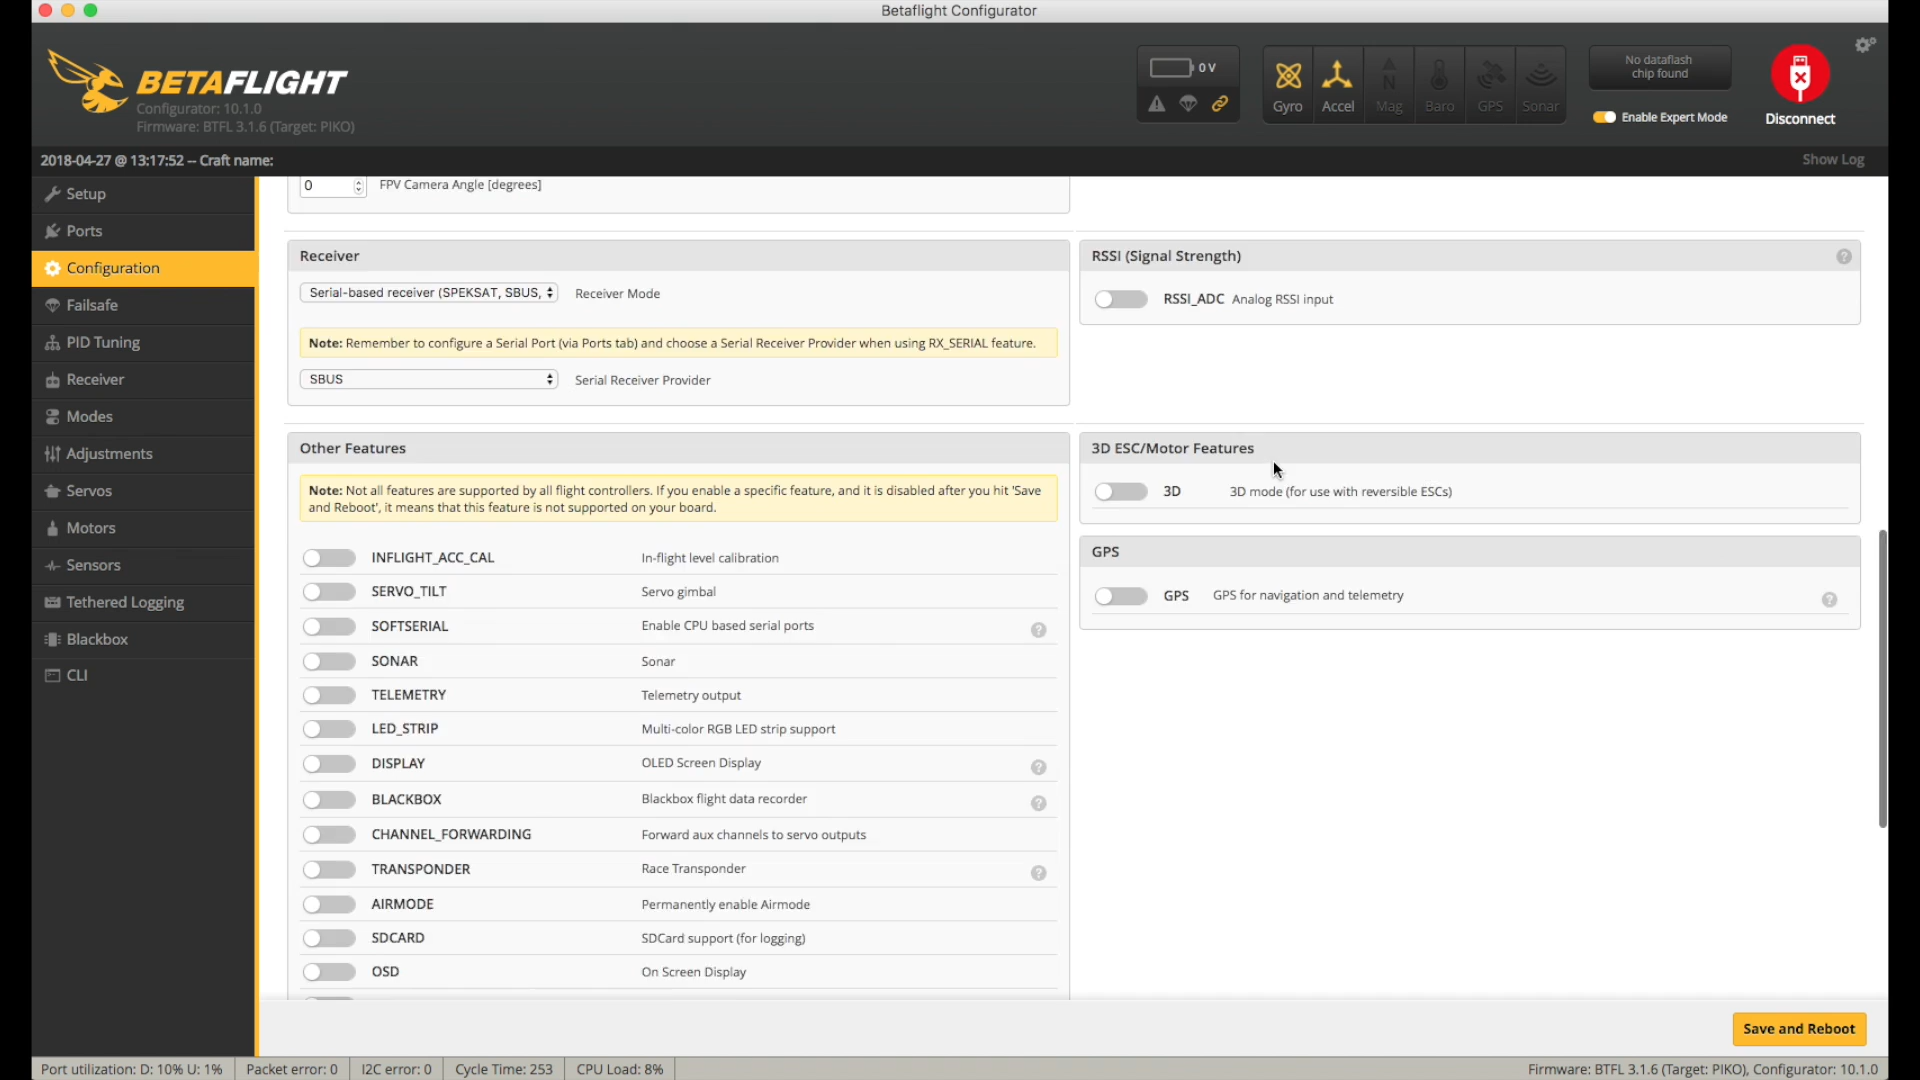 Betaflight Configurator
BETAFLIGHT
Configurator: 10.1.0
Firmware: BTFL 3.1.6 (Target: PIKO)
0 V
Gyro
Accel
Mag
Baro
GPS
Sonar
No dataflash
chip found
Enable Expert Mode
Disconnect
2018-04-27 @ 13:17:52 -- Craft name:
Show Log
Setup
Ports
Configuration
Failsafe
PID Tuning
Receiver
Modes
Adjustments
Servos
Motors
Sensors
Tethered Logging
Blackbox
CLI
0 FPV Camera Angle [degrees]
Receiver
Serial-based receiver (SPEKSAT, SBUS, Receiver Mode
Note: Remember to configure a Serial Port (via Ports tab) and choose a Serial Receiver Provider when using RX_SERIAL feature.
SBUS Serial Receiver Provider
RSSI (Signal Strength)
RSSI_ADC Analog RSSI input
Other Features
Note: Not all features are supported by all flight controllers. If you enable a specific feature, and it is disabled after you hit 'Save
and Reboot', it means that this feature is not supported on your board.
INFLIGHT_ACC_CAL In-flight level calibration
SERVO_TILT Servo gimbal
SOFTSERIAL Enable CPU based serial ports
SONAR Sonar
TELEMETRY Telemetry output
LED_STRIP Multi-color RGB LED strip support
DISPLAY OLED Screen Display
BLACKBOX Blackbox flight data recorder
CHANNEL_FORWARDING Forward aux channels to servo outputs
TRANSPONDER Race Transponder
AIRMODE Permanently enable Airmode
SDCARD SDCard support (for logging)
OSD On Screen Display
3D ESC/Motor Features
3D 3D mode (for use with reversible ESCs)
GPS
GPS GPS for navigation and telemetry
Save and Reboot
Port utilization: D: 10% U: 1% Packet error: 0 I2C error: 0 Cycle Time: 253 CPU Load: 8% Firmware: BTFL 3.1.6 (Target: PIKO), Configurator: 10.1.0